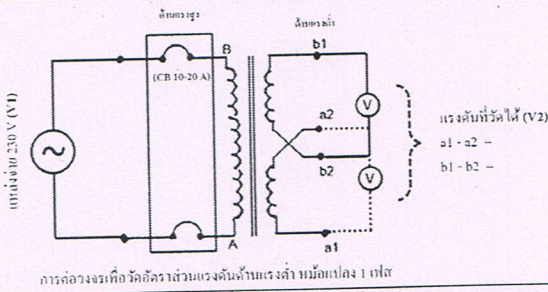 ด้านแรงสูง
ด้านแรงต่ำ
B
b1
(CB 10-20 A)
V
a2
แรงดันที่วัดได้ (V2)
แหล่งจ่าย 230 V (V1)
a1 - a2 =
b2
b1 - b2 =
V
A
a1
การต่อวงจรเพื่อวัดอัตราส่วนแรงดันด้านแรงต่ำ หม้อแปลง 1 เฟส